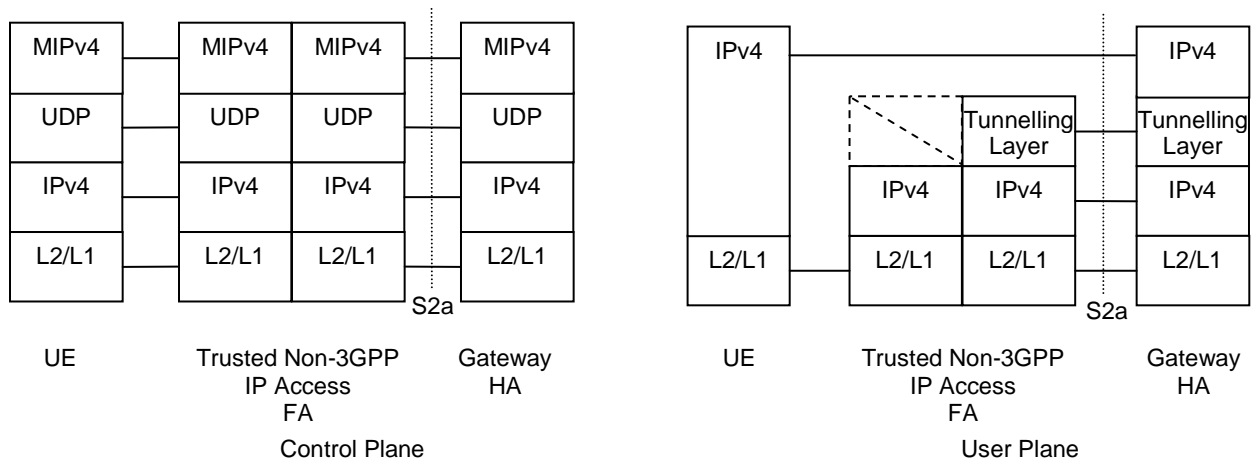 MIPv4 MIPv4 MIPv4 MIPv4
UDP UDP UDP UDP
IPv4 IPv4 IPv4 IPv4
L2/L1 L2/L1 L2/L1 L2/L1
S2a
UE Trusted Non-3GPP Gateway
IP Access HA
FA
Control Plane
IPv4 IPv4
Tunnelling Tunnelling
Layer Layer
IPv4 IPv4 IPv4
L2/L1 L2/L1 L2/L1 L2/L1
S2a
UE Trusted Non-3GPP Gateway
IP Access HA
FA
User Plane